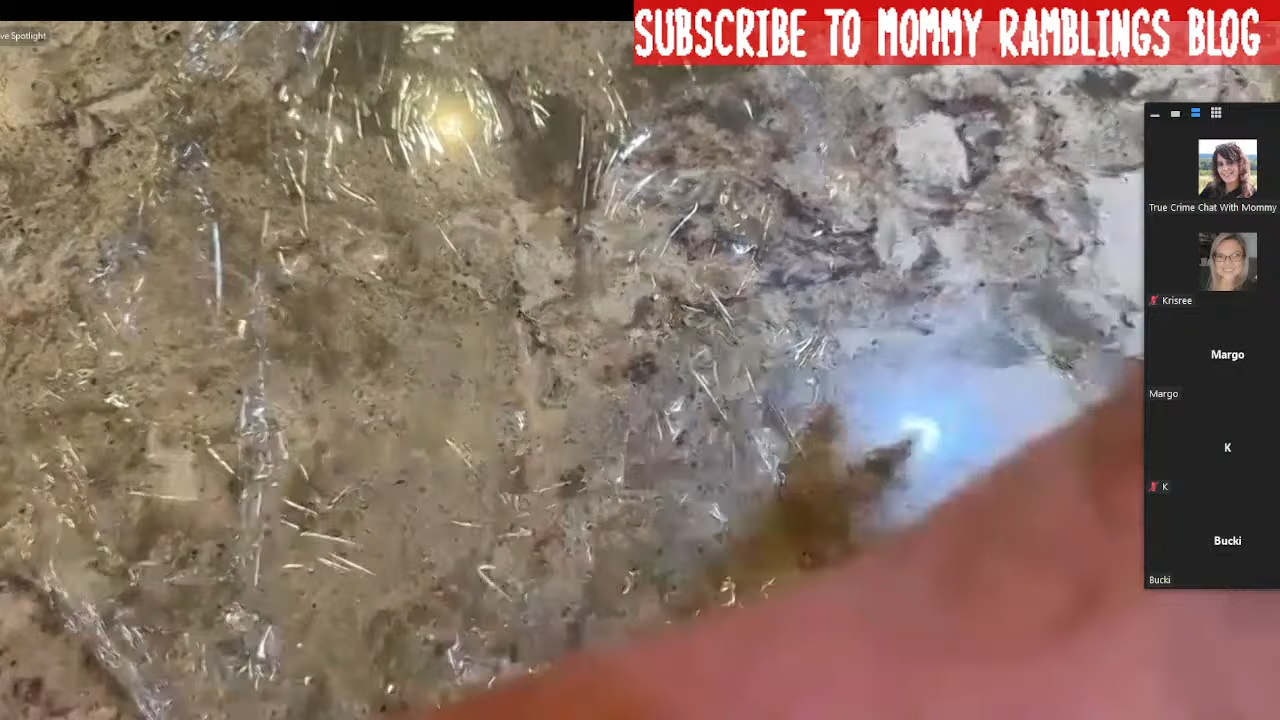 SUBSCRIBE TO MOMMY RAMBLINGS BLOG
ve Spotlight
True Crime Chat With Mommy
Krisree
Margo
Margo
K
K
Bucki
Bucki